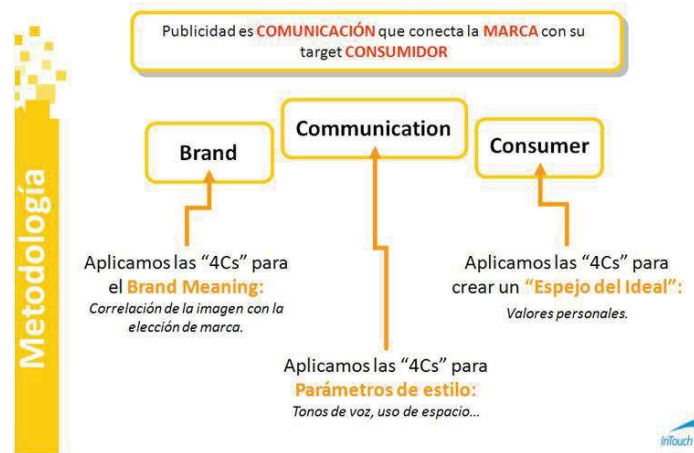 Publicidad es COMUNICACIÓN que conecta la MARCA con su
target CONSUMIDOR
Metodología
Brand
Communication
Consumer
Aplicamos las “4Cs” para
el Brand Meaning:
Correlación de la imagen con la
elección de marca.
Aplicamos las “4Cs” para
Parámetros de estilo:
Tonos de voz, uso de espacio...
Aplicamos las “4Cs” para
crear un “Espejo del Ideal”:
Valores personales.
InTouch